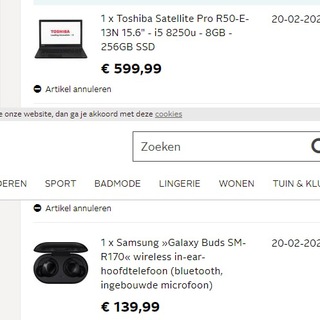 1 x Toshiba Satellite Pro R50-E-
13N 15.6" - i5 8250u - 8GB -
256GB SSD
20-02-202
TOSHIBA
€ 599,99
Artikel annuleren
e onze website, dan ga je akkoord met deze cookies
Zoeken
DEREN SPORT BADMODE LINGERIE WONEN TUIN & KLU
Artikel annuleren
1 x Samsung »Galaxy Buds SM-
R170« wireless in-ear-
hoofdtelefoon (bluetooth,
ingebouwde microfoon)
20-02-202
€ 139,99